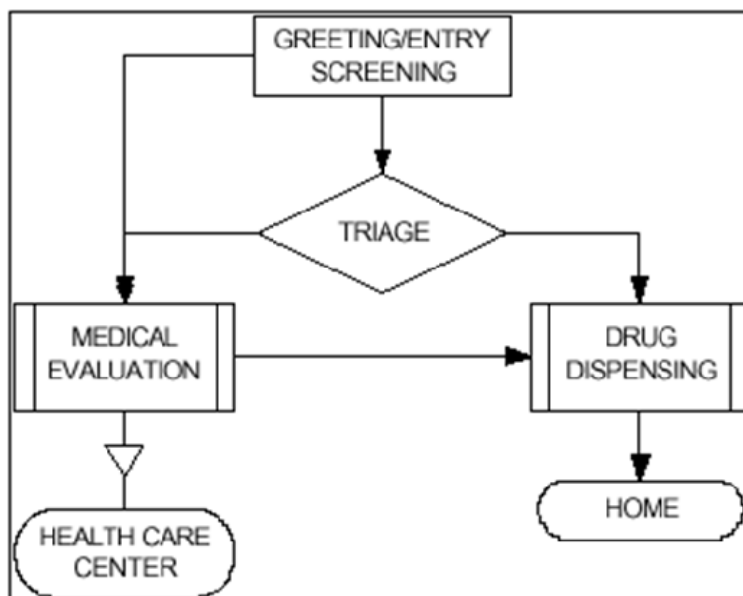 GREETING/ENTRY
SCREENING
TRIAGE
MEDICAL
EVALUATION
DRUG
DISPENSING
HEALTH CARE
CENTER
HOME